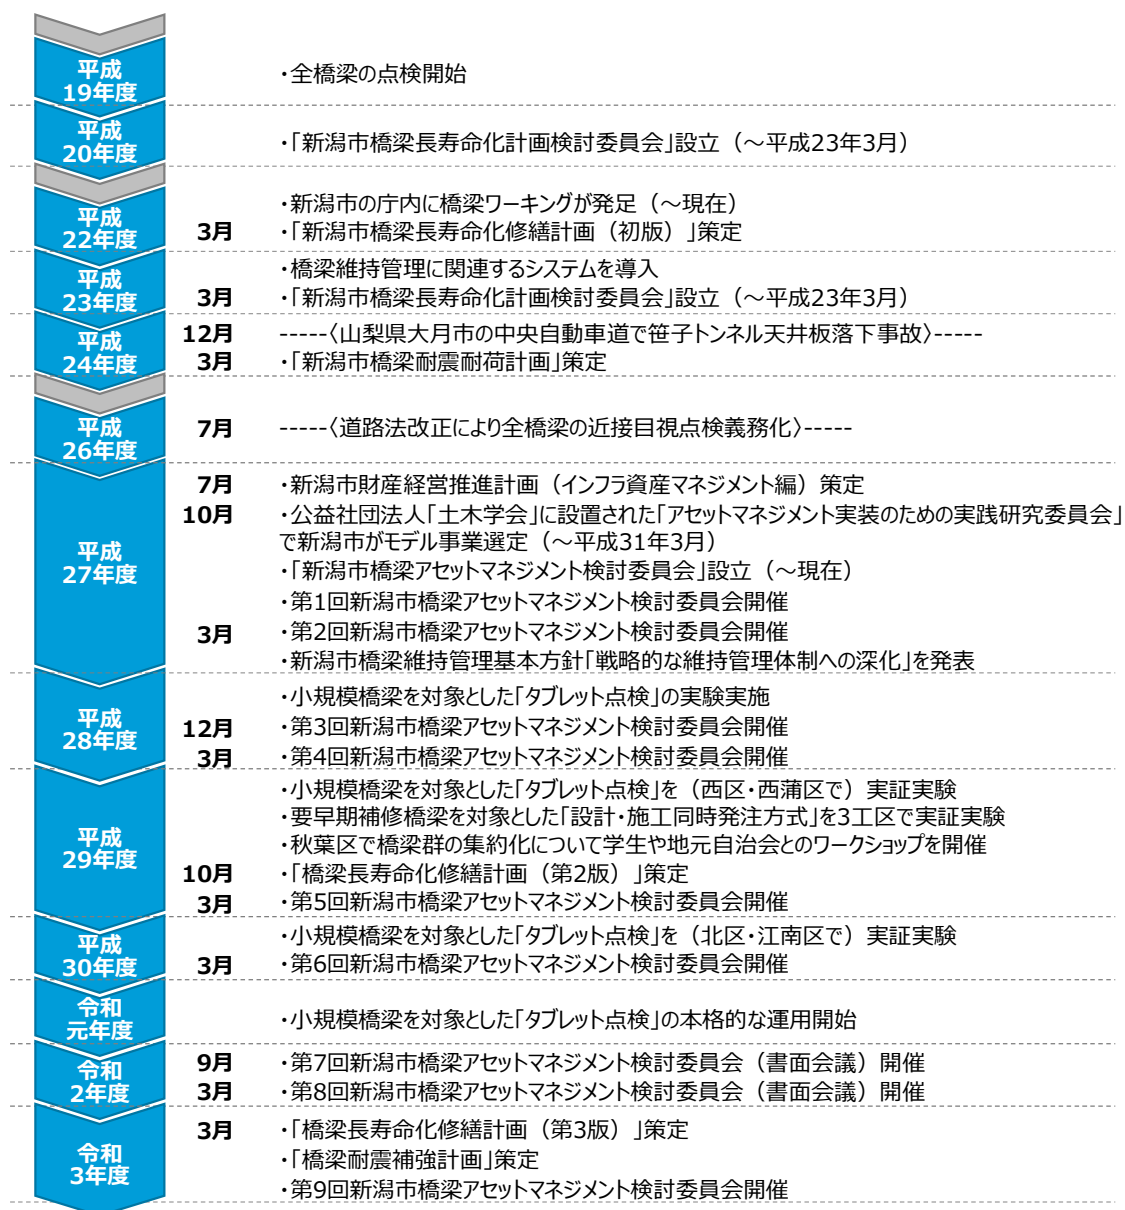 平成
19年度
・全橋梁の点検開始
平成
20年度
・「新潟市橋梁長寿命化計画検討委員会」設立（～平成23年3月）
平成
22年度
・新潟市の庁内に橋梁ワーキングが発足（～現在）
3月 ・「新潟市橋梁長寿命化修繕計画（初版）」策定
平成
23年度
・橋梁維持管理に関連するシステムを導入
3月 ・「新潟市橋梁長寿命化計画検討委員会」設立（～平成23年3月）
平成
24年度
12月 -----〈山梨県大月市の中央自動車道で笹子トンネル天井板落下事故〉-----
3月 ・「新潟市橋梁耐震耐荷計画」策定
平成
26年度
7月 -----〈道路法改正により全橋梁の近接目視点検義務化〉-----
平成
27年度
7月 ・新潟市財産経営推進計画（インフラ資産マネジメント編）策定
10月 ・公益社団法人「土木学会」に設置された「アセットマネジメント実装のための実践研究委員会」
で新潟市がモデル事業選定（～平成31年3月）
・「新潟市橋梁アセットマネジメント検討委員会」設立（～現在）
・第1回新潟市橋梁アセットマネジメント検討委員会開催
3月 ・第2回新潟市橋梁アセットマネジメント検討委員会開催
・新潟市橋梁維持管理基本方針「戦略的な維持管理体制への深化」を発表
平成
28年度
・小規模橋梁を対象とした「タブレット点検」の実験実施
12月 ・第3回新潟市橋梁アセットマネジメント検討委員会開催
3月 ・第4回新潟市橋梁アセットマネジメント検討委員会開催
平成
29年度
・小規模橋梁を対象とした「タブレット点検」を（西区・西蒲区で）実証実験
・要早期補修橋梁を対象とした「設計・施工同時発注方式」を3工区で実証実験
・秋葉区で橋梁群の集約化について学生や地元自治会とのワークショップを開催
10月 ・「橋梁長寿命化修繕計画（第2版）」策定
3月 ・第5回新潟市橋梁アセットマネジメント検討委員会開催
平成
30年度
・小規模橋梁を対象とした「タブレット点検」を（北区・江南区で）実証実験
3月 ・第6回新潟市橋梁アセットマネジメント検討委員会開催
令和
元年度
・小規模橋梁を対象とした「タブレット点検」の本格的な運用開始
令和
2年度
9月 ・第7回新潟市橋梁アセットマネジメント検討委員会（書面会議）開催
3月 ・第8回新潟市橋梁アセットマネジメント検討委員会（書面会議）開催
令和
3年度
3月 ・「橋梁長寿命化修繕計画（第3版）」策定
・「橋梁耐震補強計画」策定
・第9回新潟市橋梁アセットマネジメント検討委員会開催